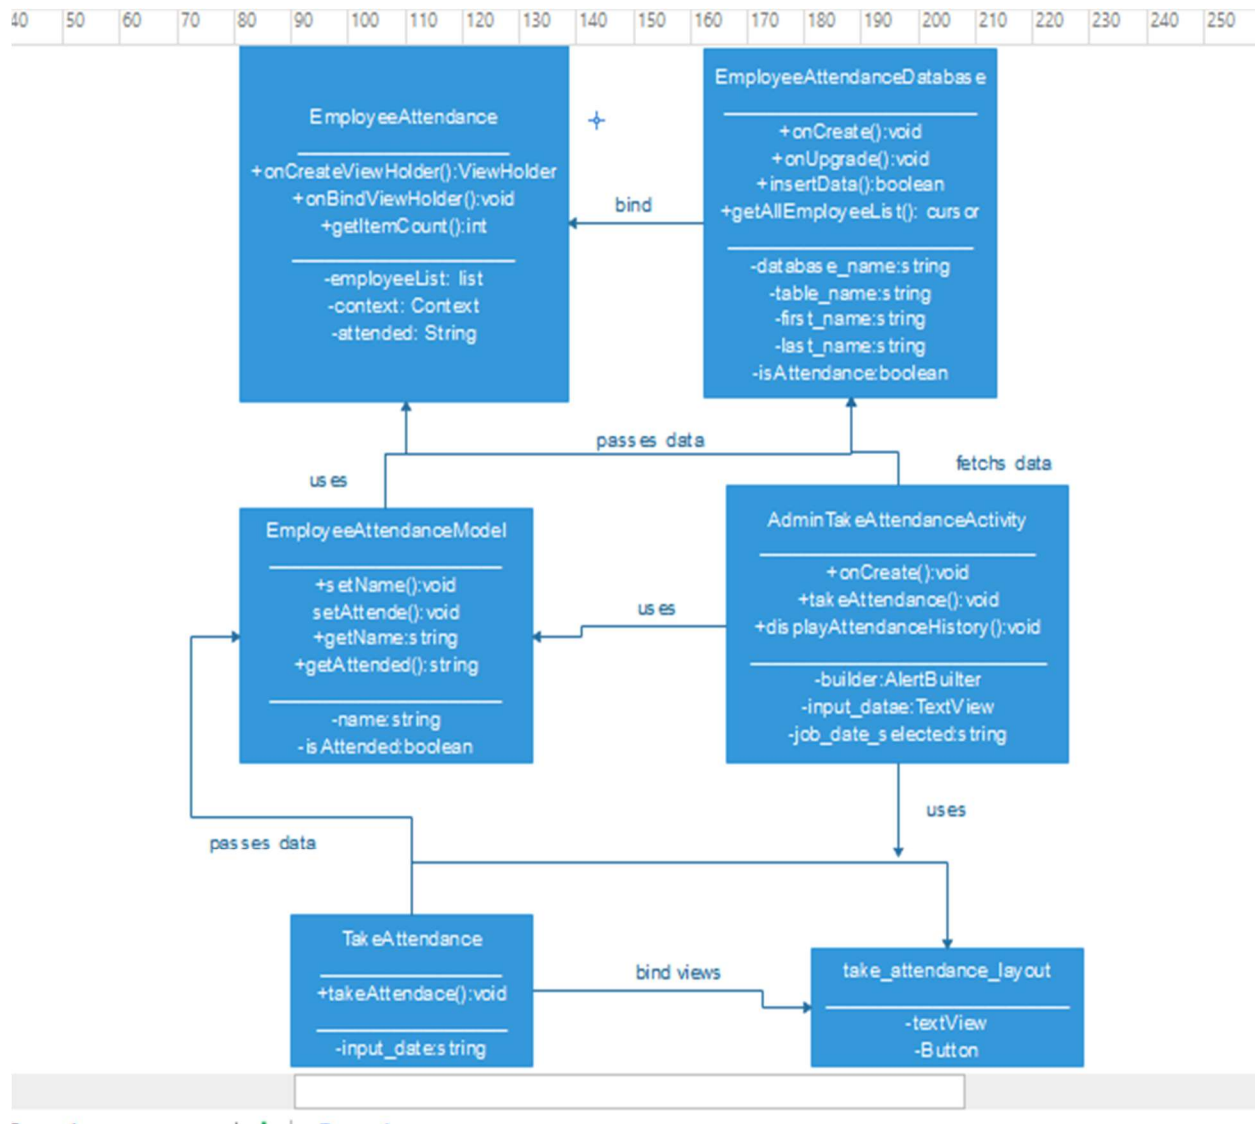 40 50 60 70 80 90 100 110 120 130 140 150 160 170 180 190 200 210 220 230 240 250
EmployeeAttendance
+onCreateViewHolder():ViewHolder
+onBindViewHolder():void
+getItemCount():int
-employeeList: list
-context: Context
-attended: String
bind
EmployeeAttendanceDatabase
+onCreate():void
+onUpgrade():void
+insertData():boolean
+getAllEmployeeList(): cursor
-database_name:string
-table_name:string
-first_name:string
-last_name:string
-isAttendance:boolean
passes data
uses
fetchs data
EmployeeAttendanceModel
+setName():void
setAttende():void
+getName:string
+getAttended():string
-name:string
-isAttended:boolean
uses
AdminTakeAttendanceActivity
+onCreate():void
+takeAttendance():void
+displayAttendanceHistory():void
-builder:AlertBuilter
-input_datae:TextView
-job_date_selected:string
uses
passes data
TakeAttendance
+takeAttendace():void
-input_date:string
bind views
take_attendance_layout
-textView
-Button